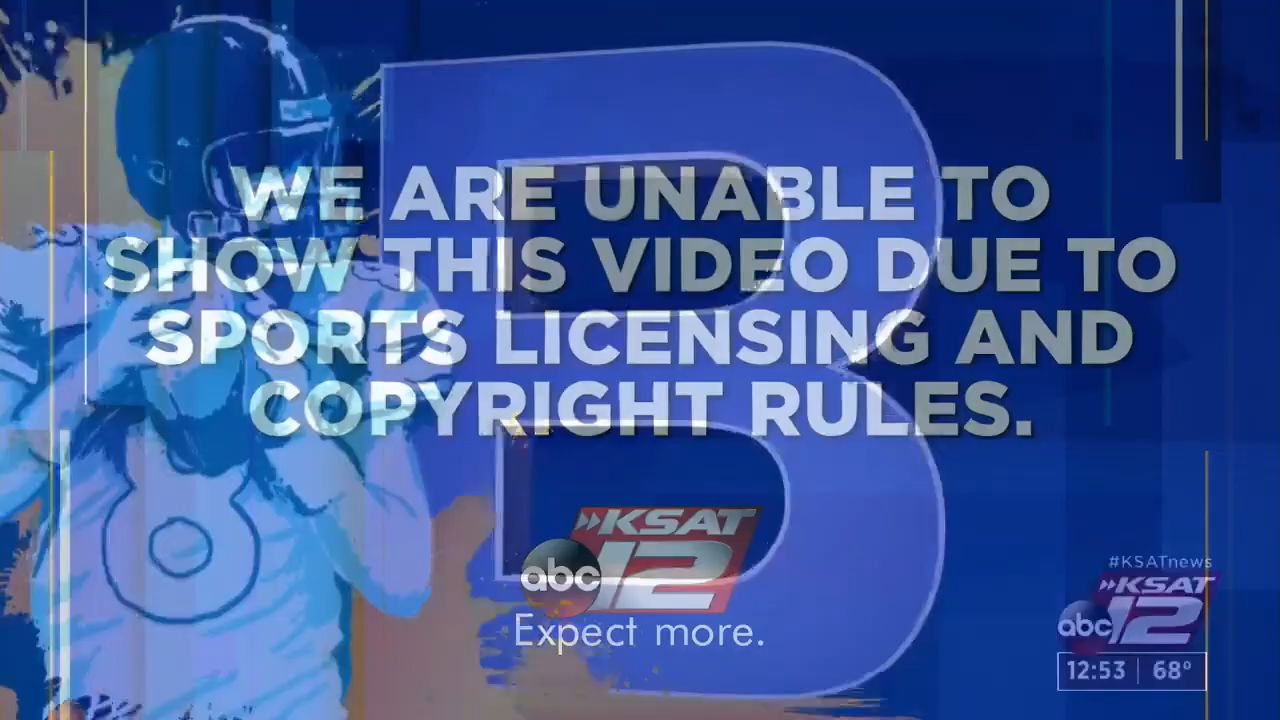 B
WE ARE UNABLE TO
SHOW THIS VIDEO DUE TO
SPORTS LICENSING AND
COPYRIGHT RULES.
8
KSAT
abc 12
Expect more.
#KSATnews
KSAT
abc 12
12:53 68°